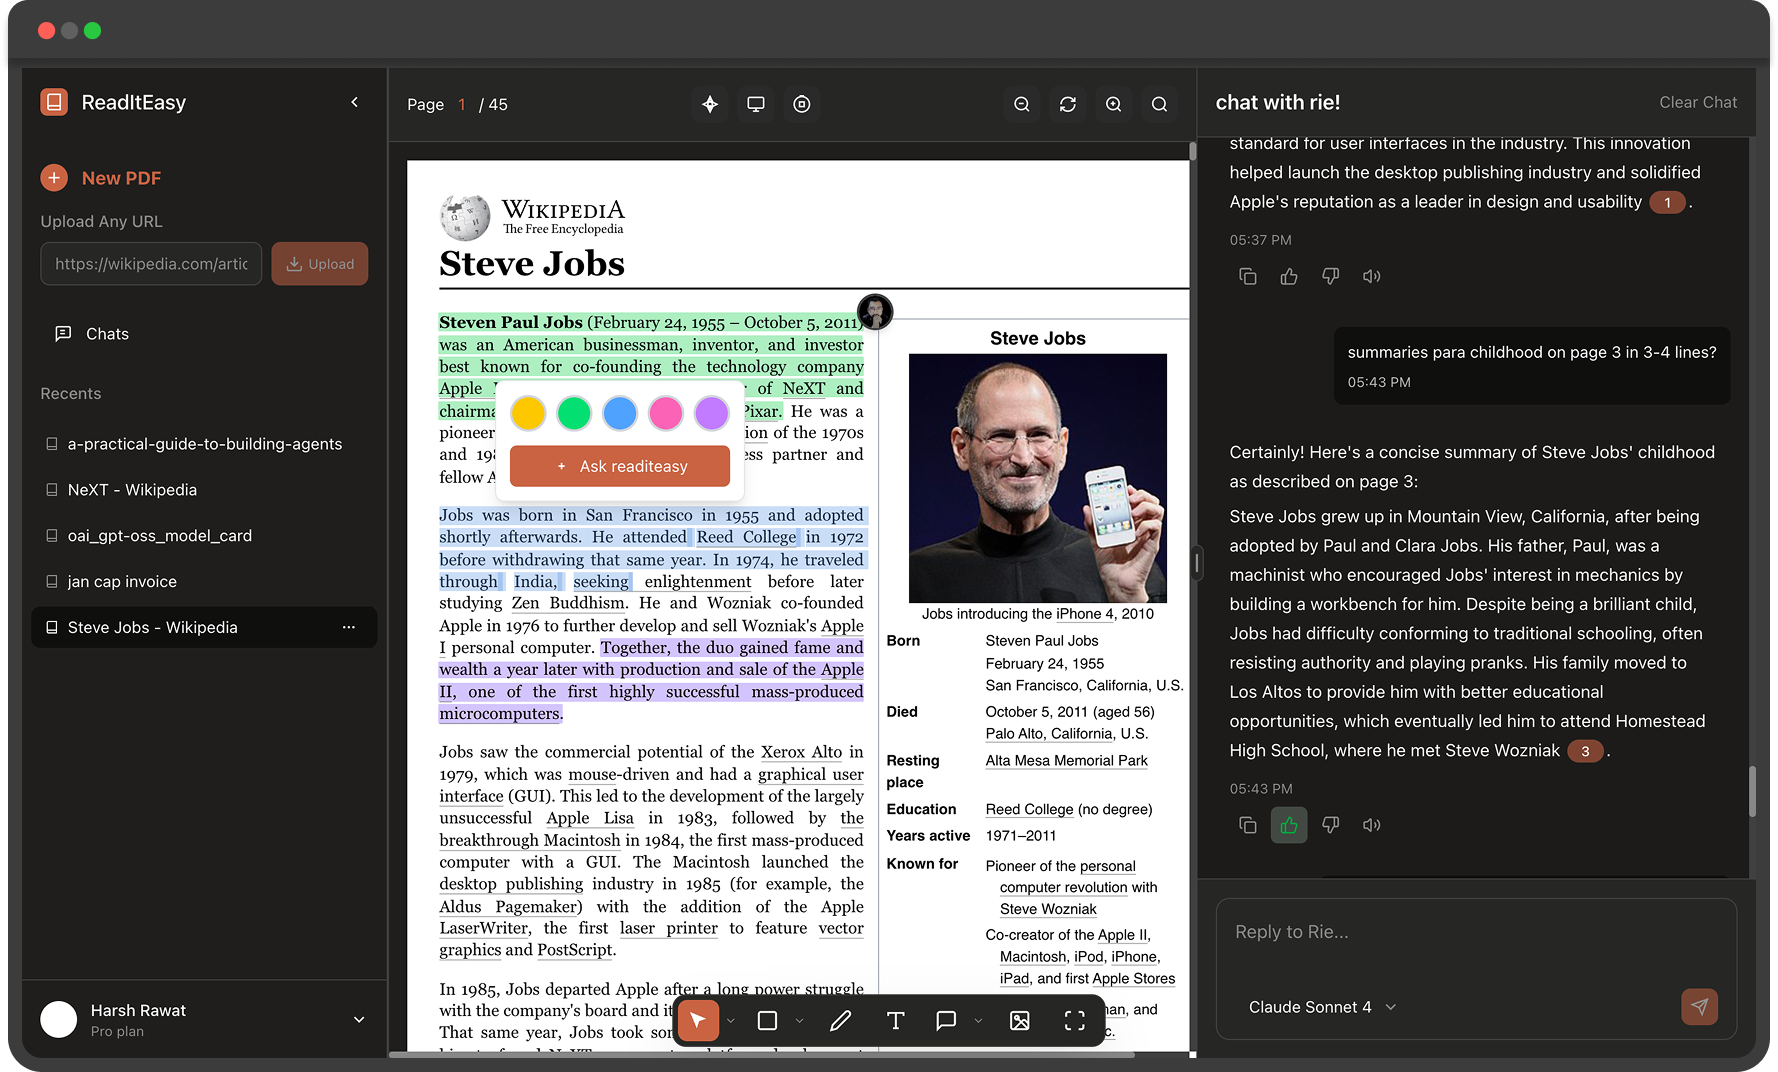 ReadItEasy
New PDF
Upload Any URL
https://wikipedia.com/artic
Upload
Chats
Recents
a-practical-guide-to-building-agents
NeXT - Wikipedia
oai_gpt-oss_model_card
jan cap invoice
Steve Jobs - Wikipedia
Harsh Rawat
Pro plan
Page 1 / 45
WIKIPEDIA
The Free Encyclopedia
Steve Jobs
Steven Paul Jobs (February 24, 1955 – October 5, 2011)
was an American businessman, inventor, and investor
best known for co-founding the technology company
Apple of NeXT and
chairma Pixar. He was a
pioneer ion of the 1970s
and 198 ess partner and
fellow A
Ask readiteasy
Jobs was born in San Francisco in 1955 and adopted
shortly afterwards. He attended Reed College in 1972
before withdrawing that same year. In 1974, he traveled
through India, seeking enlightenment before later
studying Zen Buddhism. He and Wozniak co-founded
Apple in 1976 to further develop and sell Wozniak's Apple
I personal computer. Together, the duo gained fame and
wealth a year later with production and sale of the Apple
II, one of the first highly successful mass-produced
microcomputers.
Jobs saw the commercial potential of the Xerox Alto in
1979, which was mouse-driven and had a graphical user
interface (GUI). This led to the development of the largely
unsuccessful Apple Lisa in 1983, followed by the
breakthrough Macintosh in 1984, the first mass-produced
computer with a GUI. The Macintosh launched the
desktop publishing industry in 1985 (for example, the
Aldus Pagemaker) with the addition of the Apple
LaserWriter, the first laser printer to feature vector
graphics and PostScript.
In 1985, Jobs departed Apple after a long power struggle
with the company's board and it
That same year, Jobs took som
Steve Jobs
Jobs introducing the iPhone 4, 2010
Born Steven Paul Jobs
February 24, 1955
San Francisco, California, U.S.
Died October 5, 2011 (aged 56)
Palo Alto, California, U.S.
Resting place Alta Mesa Memorial Park
Education Reed College (no degree)
Years active 1971–2011
Known for Pioneer of the personal
computer revolution with
Steve Wozniak
Co-creator of the Apple II,
Macintosh, iPod, iPhone,
iPad, and first Apple Stores
an, and
c.
chat with rie!
Clear Chat
standard for user interfaces in the industry. This innovation
helped launch the desktop publishing industry and solidified
Apple's reputation as a leader in design and usability 1 .
05:37 PM
summaries para childhood on page 3 in 3-4 lines?
05:43 PM
Certainly! Here's a concise summary of Steve Jobs' childhood
as described on page 3:
Steve Jobs grew up in Mountain View, California, after being
adopted by Paul and Clara Jobs. His father, Paul, was a
machinist who encouraged Jobs' interest in mechanics by
building a workbench for him. Despite being a brilliant child,
Jobs had difficulty conforming to traditional schooling, often
resisting authority and playing pranks. His family moved to
Los Altos to provide him with better educational
opportunities, which eventually led him to attend Homestead
High School, where he met Steve Wozniak 3 .
05:43 PM
Reply to Rie...
Claude Sonnet 4